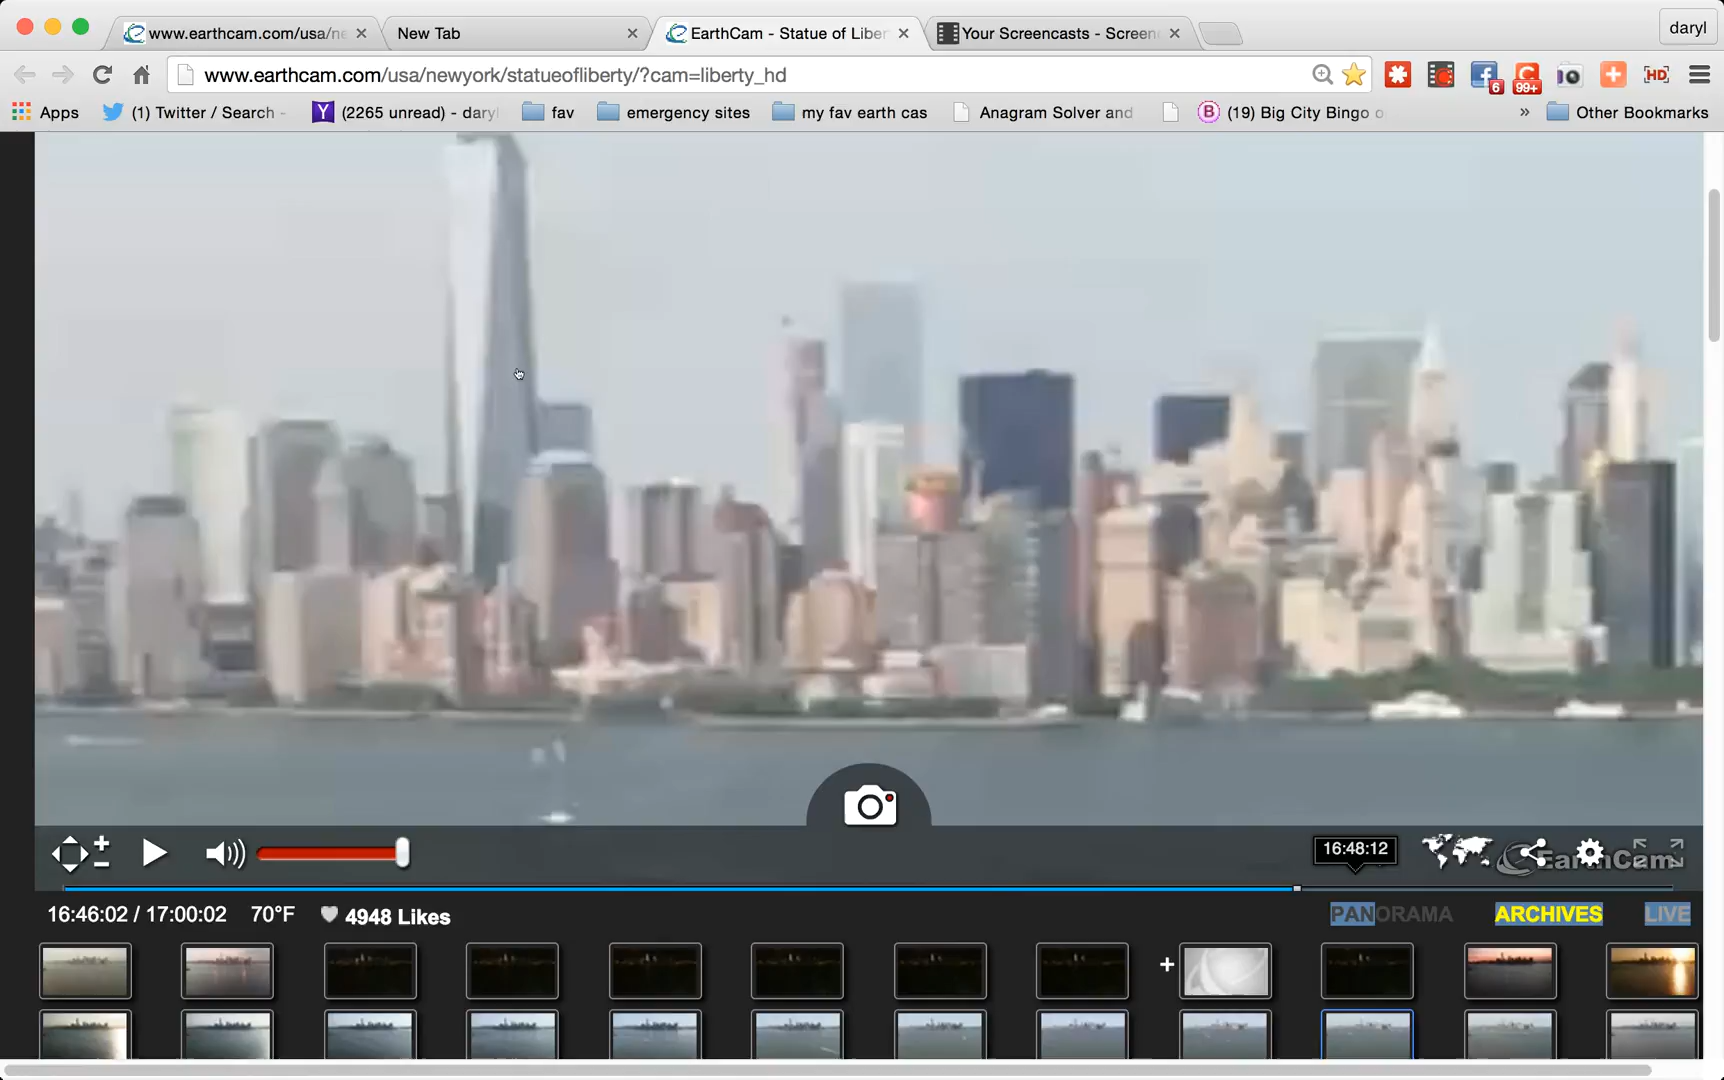 www.earthcam.com/usa/ne
New Tab
EarthCam - Statue of Liber
Your Screencasts - Screen
daryl
www.earthcam.com/usa/newyork/statueofliberty/?cam=liberty_hd
6
99+
HD
Apps
(1) Twitter / Search -
Y
(2265 unread) - daryl
fav
emergency sites
my fav earth cas
Anagram Solver and
B
(19) Big City Bingo o
»
Other Bookmarks
16:48:12
EarthCam
16:46:02 / 17:00:02
70°F
4948 Likes
PANORAMA
ARCHIVES
LIVE